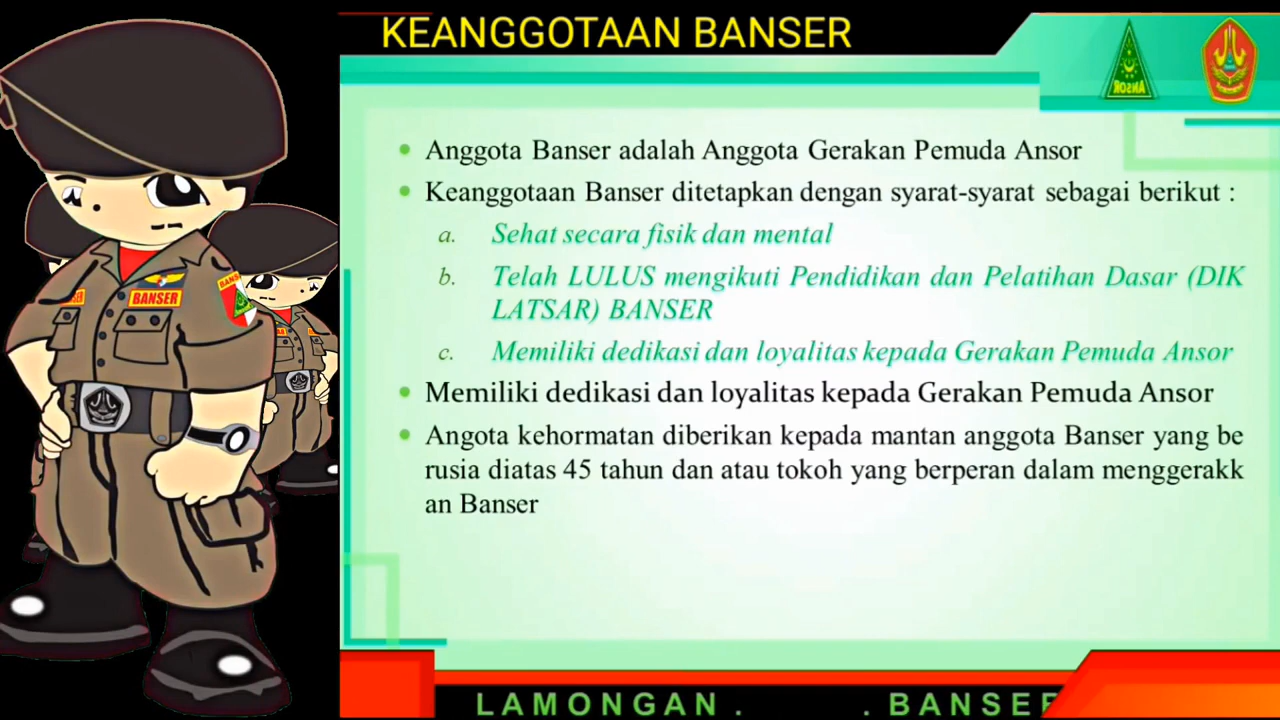 KEANGGOTAAN BANSER
ANSOR
• Anggota Banser adalah Anggota Gerakan Pemuda Ansor
• Keanggotaan Banser ditetapkan dengan syarat-syarat sebagai berikut :
a. Sehat secara fisik dan mental
b. Telah LULUS mengikuti Pendidikan dan Pelatihan Dasar (DIK
LATSAR) BANSER
c. Memiliki dedikasi dan loyalitas kepada Gerakan Pemuda Ansor
• Memiliki dedikasi dan loyalitas kepada Gerakan Pemuda Ansor
• Angota kehormatan diberikan kepada mantan anggota Banser yang be
rusia diatas 45 tahun dan atau tokoh yang berperan dalam menggerakk
an Banser
BANSER
LAMONGAN . . BANSER